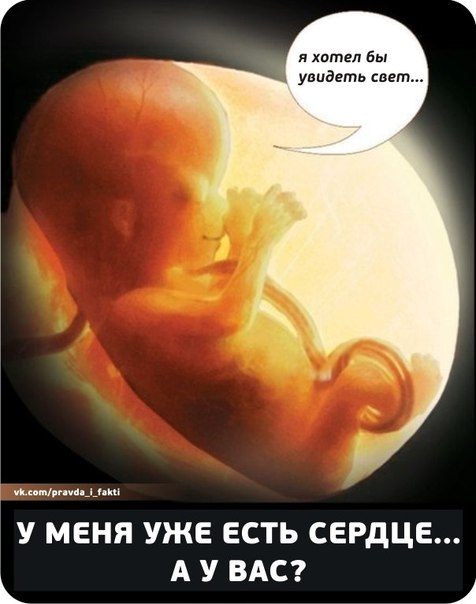 я хотел бы
увидеть свет...
vk.com/pravda_i_fakti
У МЕНЯ УЖЕ ЕСТЬ СЕРДЦЕ...
А У ВАС?